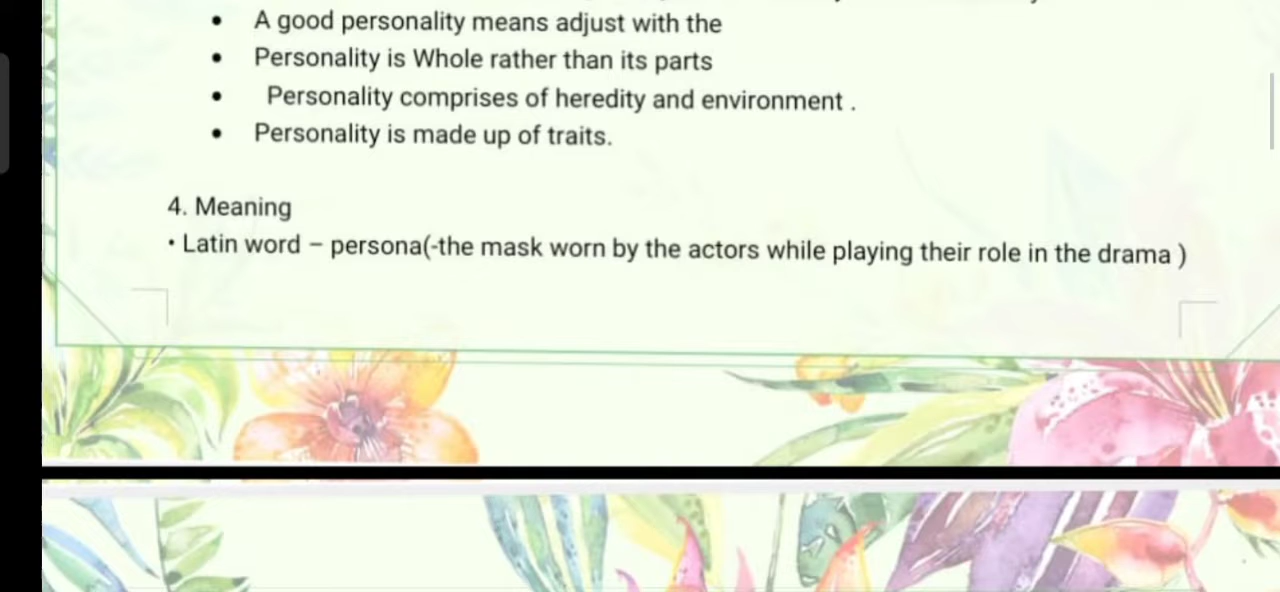 • A good personality means adjust with the
• Personality is Whole rather than its parts
• Personality comprises of heredity and environment .
• Personality is made up of traits.
4. Meaning
• Latin word – persona(-the mask worn by the actors while playing their role in the drama )